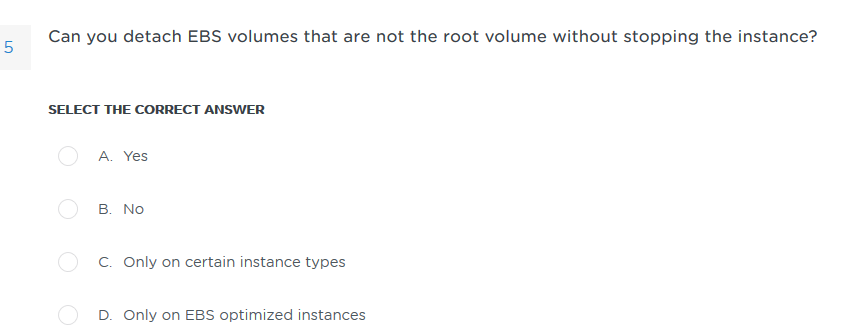 5
Can you detach EBS volumes that are not the root volume without stopping the instance?
SELECT THE CORRECT ANSWER
A. Yes
B. No
C. Only on certain instance types
D. Only on EBS optimized instances